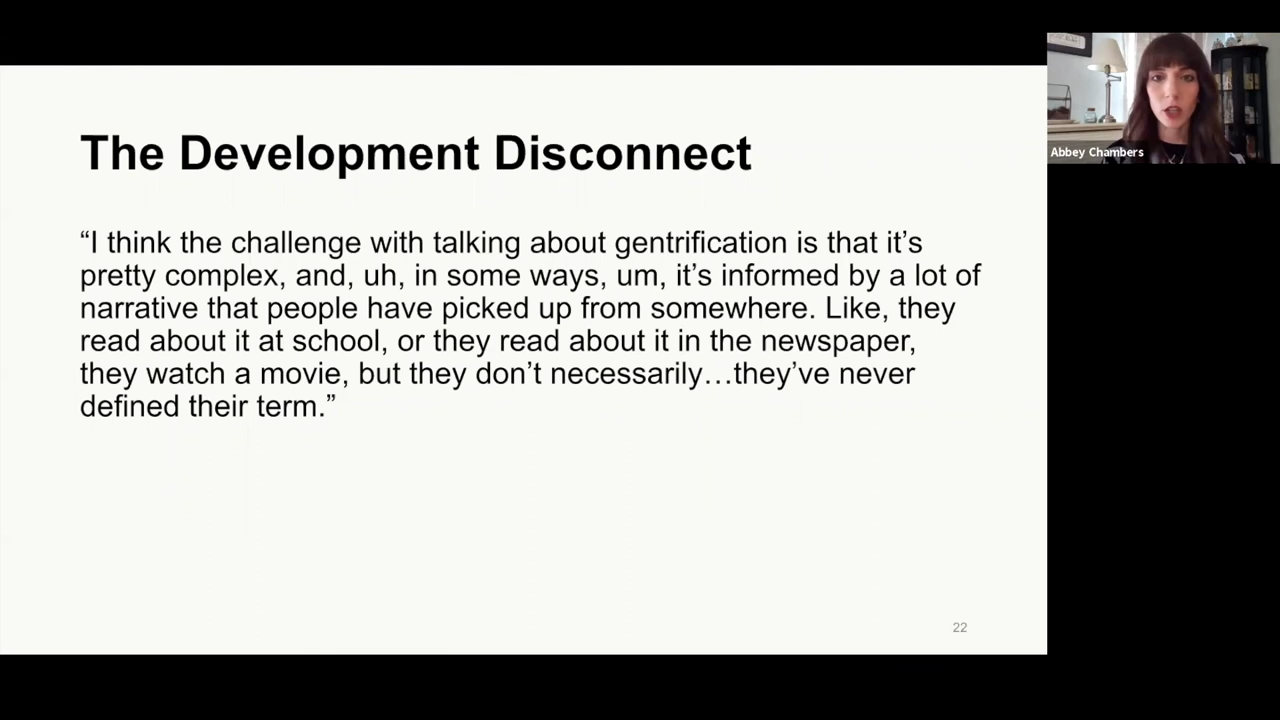 The Development Disconnect
“I think the challenge with talking about gentrification is that it’s
pretty complex, and, uh, in some ways, um, it’s informed by a lot of
narrative that people have picked up from somewhere. Like, they
read about it at school, or they read about it in the newspaper,
they watch a movie, but they don’t necessarily…they’ve never
defined their term.”
22
Abbey Chambers